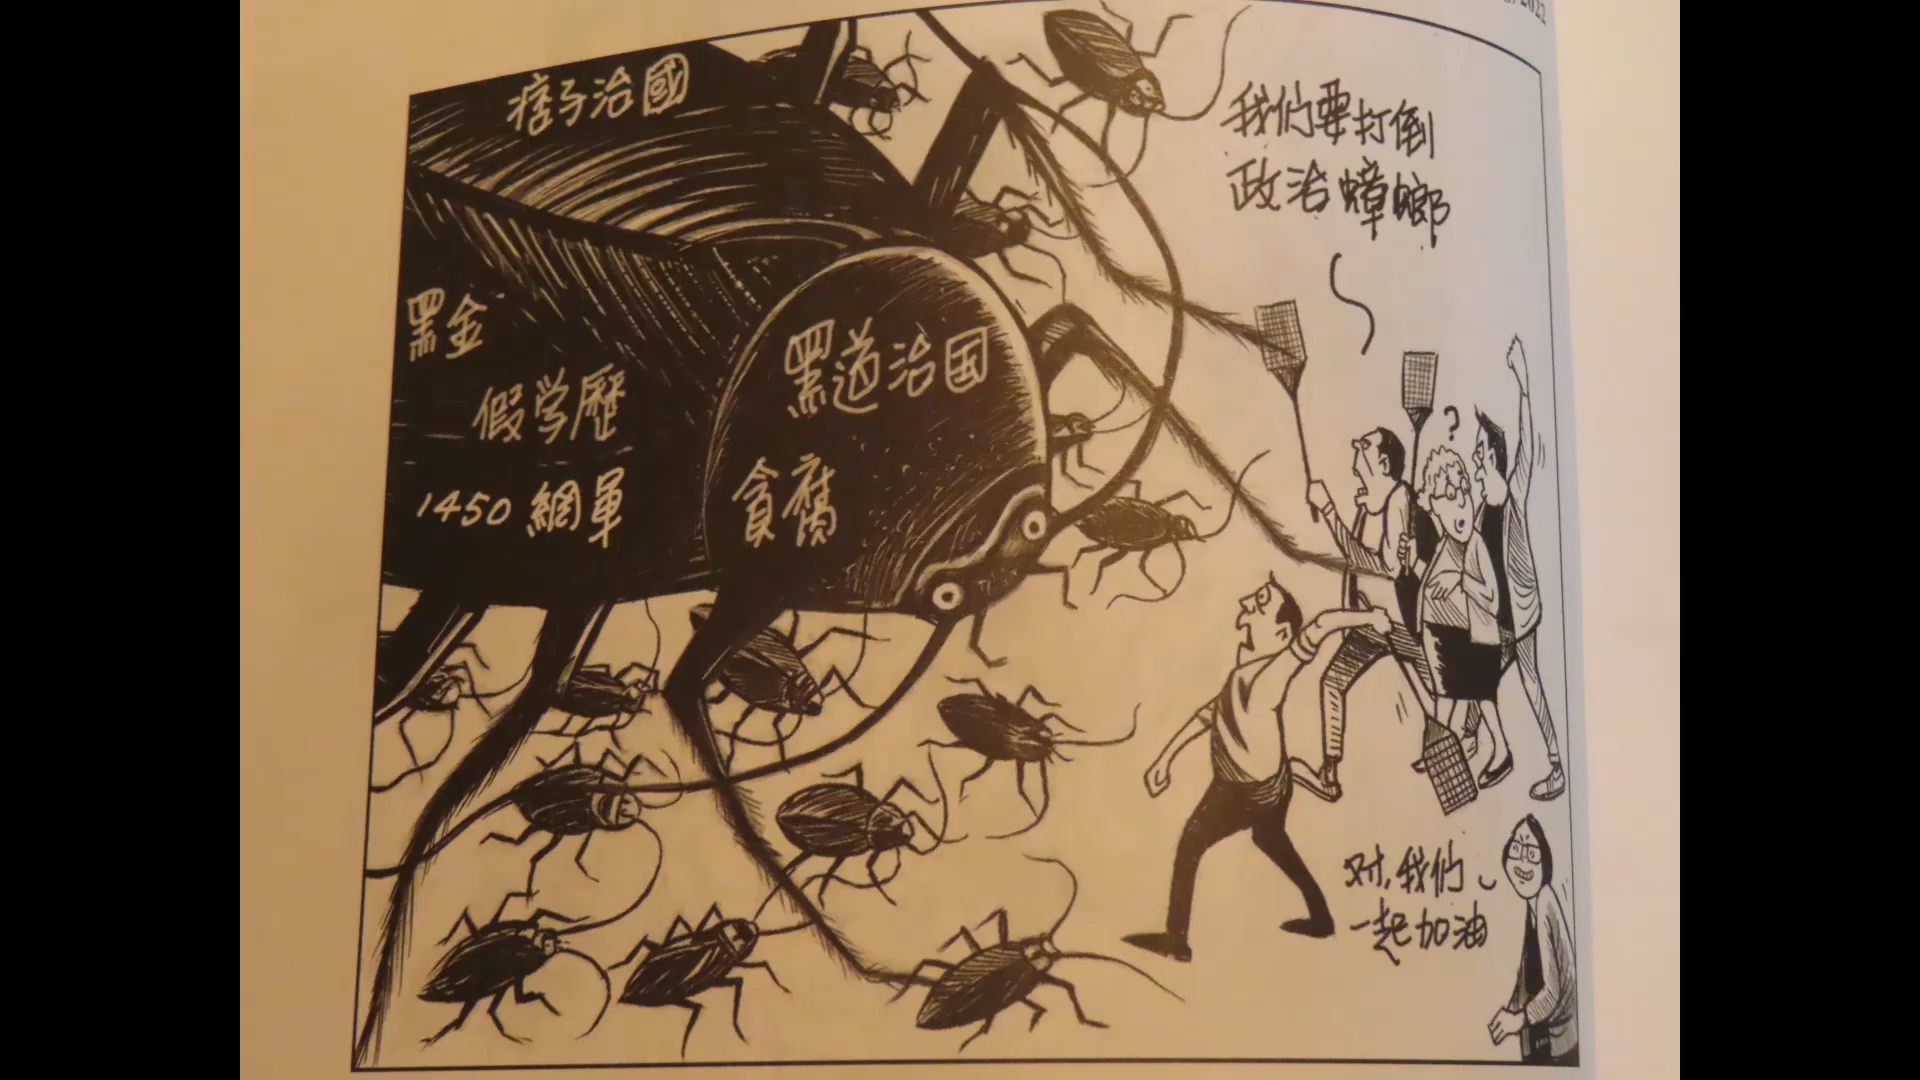 /2022
痞子治國
我们要打倒
政治蟑螂
黑金
假学歷
1450 網軍
黑道治国
貪腐
?
对,我们
一起加油